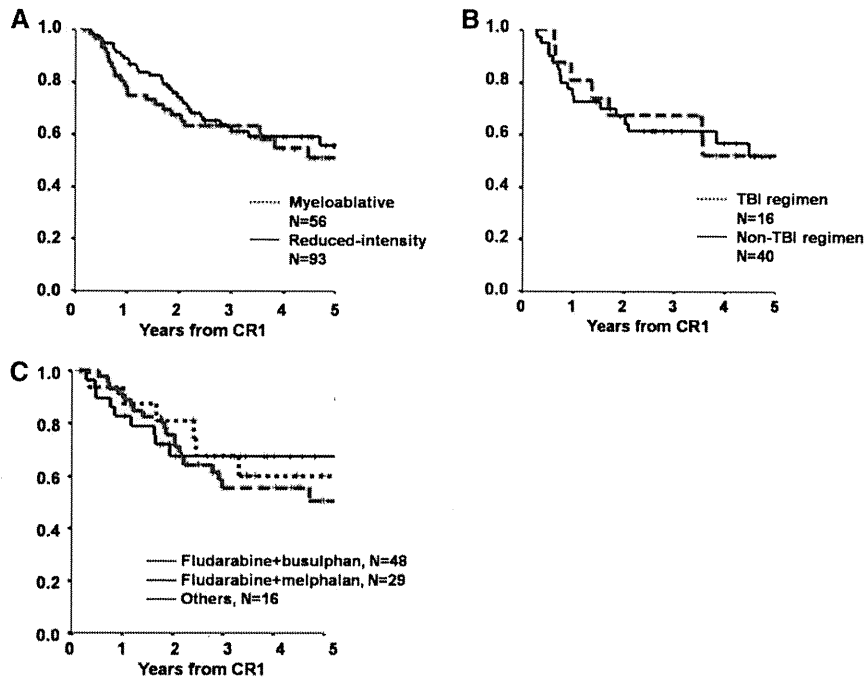 A
1.0
0.8
0.6
0.4
0.2
0.0
Myeloablative
N=56
Reduced-intensity
N=93
0 1 2 3 4 5
Years from CR1
B
1.0
0.8
0.6
0.4
0.2
0.0
TBI regimen
N=16
Non-TBI regimen
N=40
0 1 2 3 4 5
Years from CR1
C
1.0
0.8
0.6
0.4
0.2
0.0
Fludarabine+busulphan, N=48
Fludarabine+melphalan, N=29
Others, N=16
0 1 2 3 4 5
Years from CR1